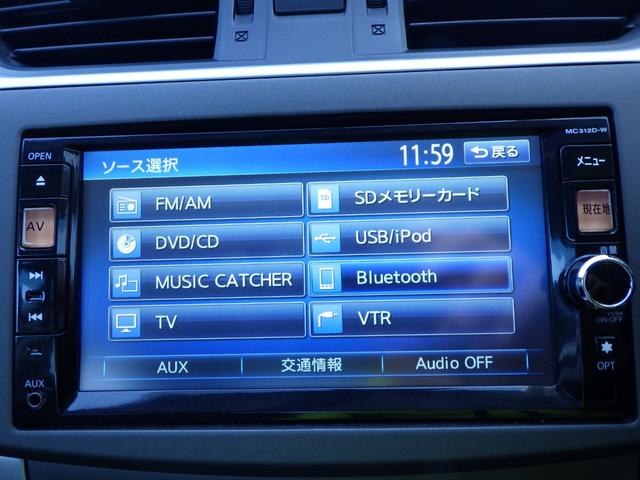 MC312D-W
OPEN
ソース選択
11:59
戻る
メニュー
FM/AM
SD
SDメモリーカード
AV
DVD/CD
USB/iPod
現在地
MUSIC CATCHER
Bluetooth
音量
TV
VTR
PUSH
ON-OFF
AUX
交通情報
Audio OFF
AUX
OPT